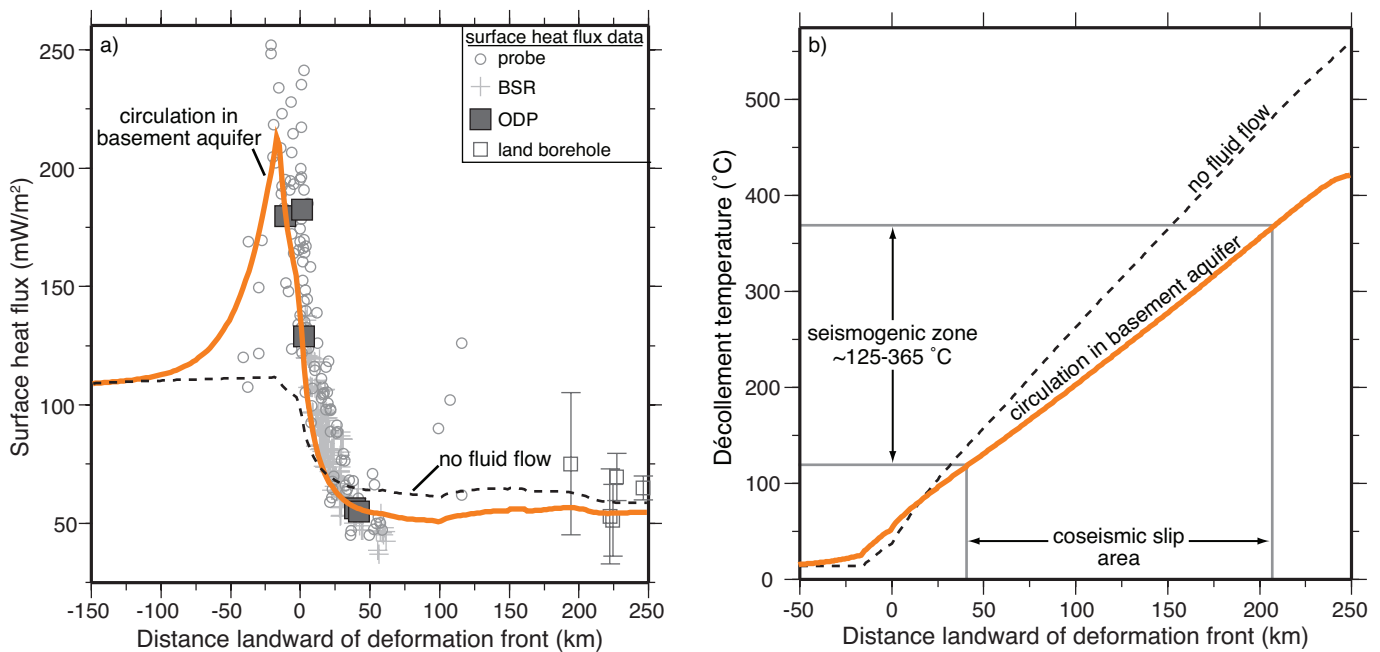 a)
surface heat flux data
probe
BSR
ODP
land borehole
circulation in
basement aquifer
no fluid flow
250
200
150
100
50
Surface heat flux (mW/m²)
-150 -100 -50 0 50 100 150 200 250
Distance landward of deformation front (km)
b)
no fluid flow
circulation in basement aquifer
seismogenic zone
~125-365 ˚C
coseismic slip
area
500
400
300
200
100
0
Décollement temperature (˚C)
-50 0 50 100 150 200 250
Distance landward of deformation front (km)